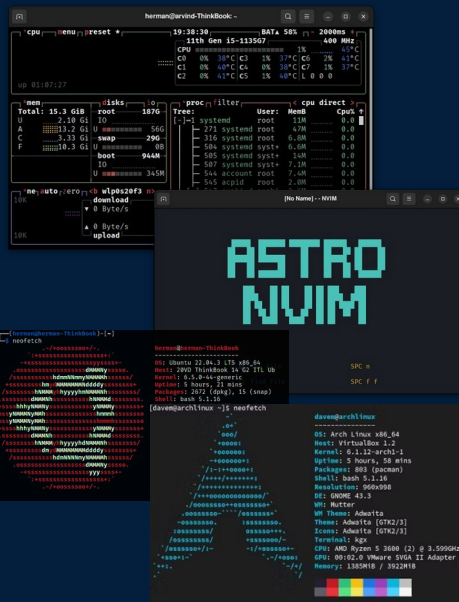 herman@arvind-ThinkBook: ~
cpu menu preset * 19:38:30 BAT▲ 58% - 2000ms +
11th Gen i5-1135G7 400 MHz
CPU 1% 45°C
C0 0% 38°C C3 1% 37°C C6 2% 41°C
C1 0% 40°C C4 0% 38°C C7 1% 37°C
C2 0% 41°C C5 1% 40°C L 0 0 0
up 01:07:27
mem disks io
Total: 15.3 GiB
U 2.10 Gi
A 13.2 Gi
C 3.33 Gi
F 10.3 Gi
root 187G
IO
U 56G
swap 29G
U 0B
boot 944M
IO
U 345M
proc filter < cpu direct >
Tree: User: MemB Cpu% ↑
[-]-1 systemd root 11M 0.0
271 systemd root 47M 0.0
316 systemd root 6.8M 0.0
504 systemd syst+ 6.6M 0.0
505 systemd syst+ 14M 0.0
507 systemd syst+ 7.1M 0.0
544 account root 7.4M 0.0
545 acpid root 2.0M 0.0
net auto zero <b wlp0s20f3 n>
10K
download
▼ 0 Byte/s
▲ 0 Byte/s
upload
10K
[No Name] - - NVIM
ASTRO
NVIM
SPC n
SPC f f
[herman@herman-ThinkBook]-[~]
neofetch
herman@herman-ThinkBook
OS: Ubuntu 22.04.3 LTS x86_64
Host: 20VD ThinkBook 14 G2 ITL Ub
Kernel: 6.5.0-44-generic
Uptime: 5 hours, 21 mins
Packages: 2672 (dpkg), 15 (snap)
Shell: bash 5.1.16
[davem@archlinux ~]$ neofetch
davem@archlinux
OS: Arch Linux x86_64
Host: VirtualBox 1.2
Kernel: 6.1.12-arch1-1
Uptime: 5 hours, 58 mins
Packages: 803 (pacman)
Shell: bash 5.1.16
Resolution: 960x998
DE: GNOME 43.3
WM: Mutter
WM Theme: Adwaita
Theme: Adwaita [GTK2/3]
Icons: Adwaita [GTK2/3]
Terminal: kgx
CPU: AMD Ryzen 5 3600 (2) @ 3.599GHz
GPU: 00:02.0 VMware SVGA II Adapter
Memory: 1385MiB / 3922MiB